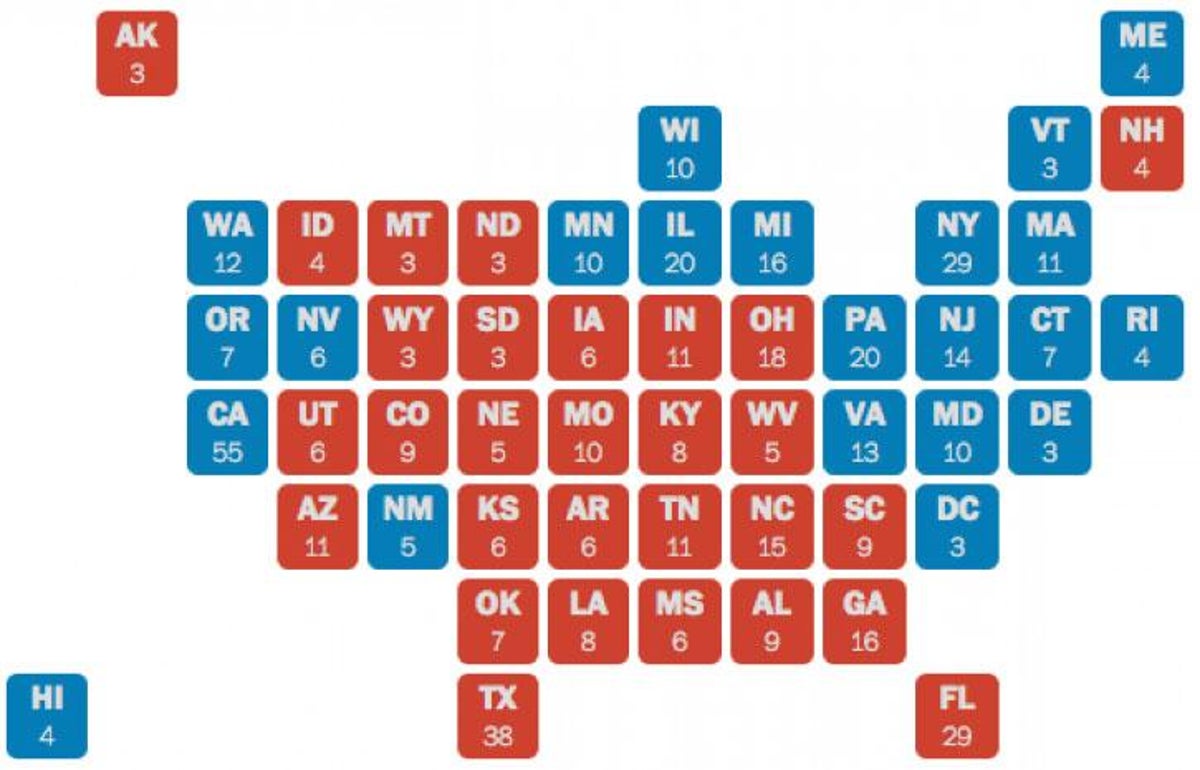 AK
3
ME
4
WI
10
VT
3
NH
4
WA
12
ID
4
MT
3
ND
3
MN
10
IL
20
MI
16
NY
29
MA
11
OR
7
NV
6
WY
3
SD
3
IA
6
IN
11
OH
18
PA
20
NJ
14
CT
7
RI
4
CA
55
UT
6
CO
9
NE
5
MO
10
KY
8
WV
5
VA
13
MD
10
DE
3
AZ
11
NM
5
KS
6
AR
6
TN
11
NC
15
SC
9
DC
3
OK
7
LA
8
MS
6
AL
9
GA
16
HI
4
TX
38
FL
29